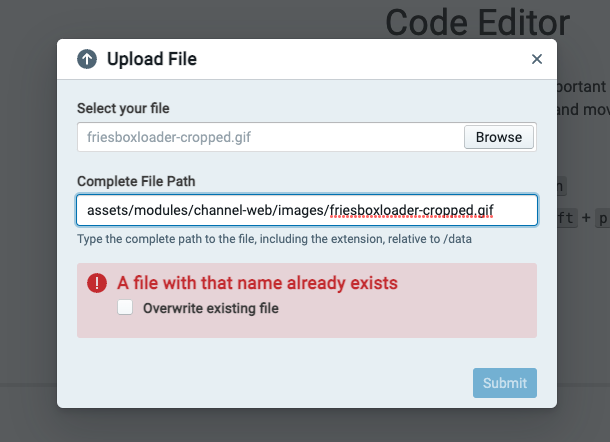 Code Editor
Upload File
portant
and mov
Select your file
friesboxloader-cropped.gif
Browse
Complete File Path
assets/modules/channel-web/images/friesboxloader-cropped.gif
ft + p
Type the complete path to the file, including the extension, relative to /data
A file with that name already exists
Overwrite existing file
Submit